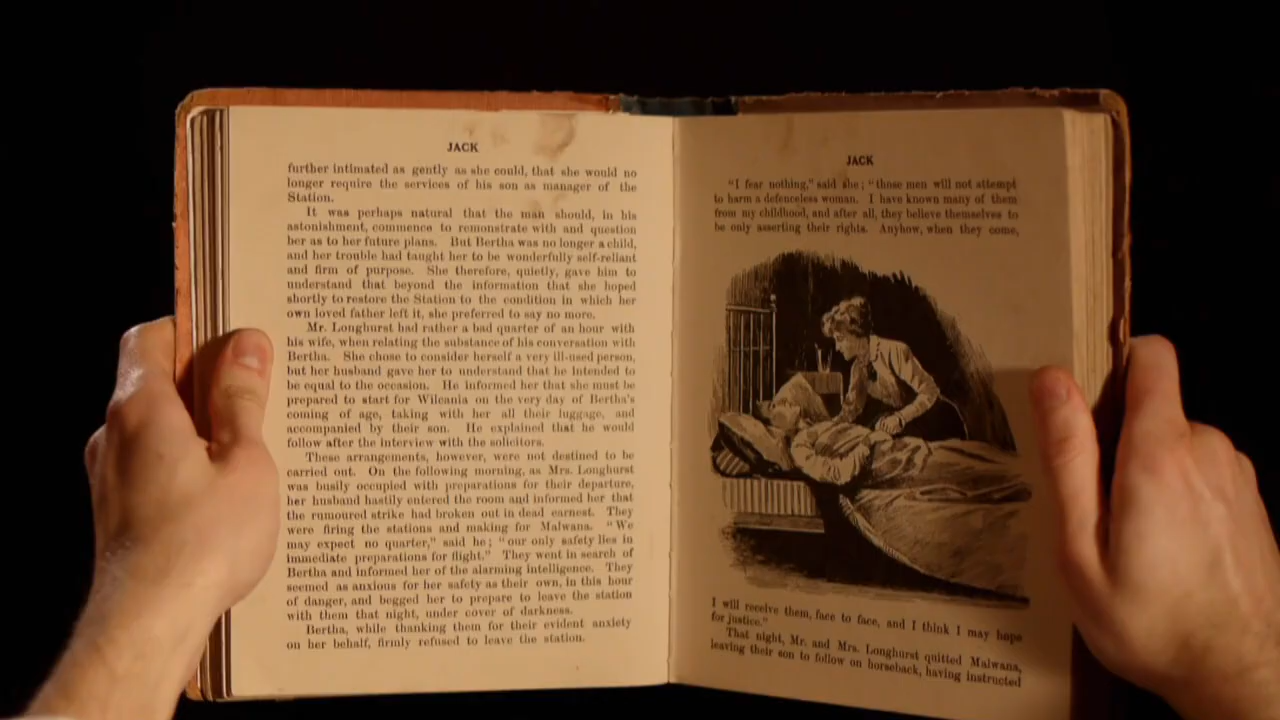 JACK
further intimated as gently as she could, that she would no
longer require the services of his son as manager of the
Station.
It was perhaps natural that the man should, in his
astonishment, commence to remonstrate with and question
her as to her future plans. But Bertha was no longer a child,
and her trouble had taught her to be wonderfully self-reliant
and firm of purpose. She therefore, quietly, gave him to
understand that beyond the information that she hoped
shortly to restore the Station to the condition in which her
own loved father left it, she preferred to say no more.
Mr. Longhurst had rather a bad quarter of an hour with
his wife, when relating the substance of his conversation with
Bertha. She chose to consider herself a very ill-used person,
but her husband gave her to understand that he intended to
be equal to the occasion. He informed her that she must be
prepared to start for Wilcania on the very day of Bertha's
coming of age, taking with her all their luggage, and
accompanied by their son. He explained that he would
follow after the interview with the solicitors.
These arrangements, however, were not destined to be
carried out. On the following morning, as Mrs. Longhurst
was busily occupied with preparations for their departure,
her husband hastily entered the room and informed her that
the rumoured strike had broken out in dead earnest. They
were firing the stations and making for Malwana. "We
may expect no quarter," said he; "our only safety lies in
immediate preparations for flight." They went in search of
Bertha and informed her of the alarming intelligence. They
seemed as anxious for her safety as their own, in this hour
of danger, and begged her to prepare to leave the station
with them that night, under cover of darkness.
Bertha, while thanking them for their evident anxiety
on her behalf, firmly refused to leave the station.
JACK
"I fear nothing," said she; "those men will not attempt
to harm a defenceless woman. I have known many of them
from my childhood, and after all, they believe themselves to
be only asserting their rights. Anyhow, when they come,
I will receive them, face to face, and I think I may hope
for justice."
That night, Mr. and Mrs. Longhurst quitted Malwana,
leaving their son to follow on horseback, having instructed